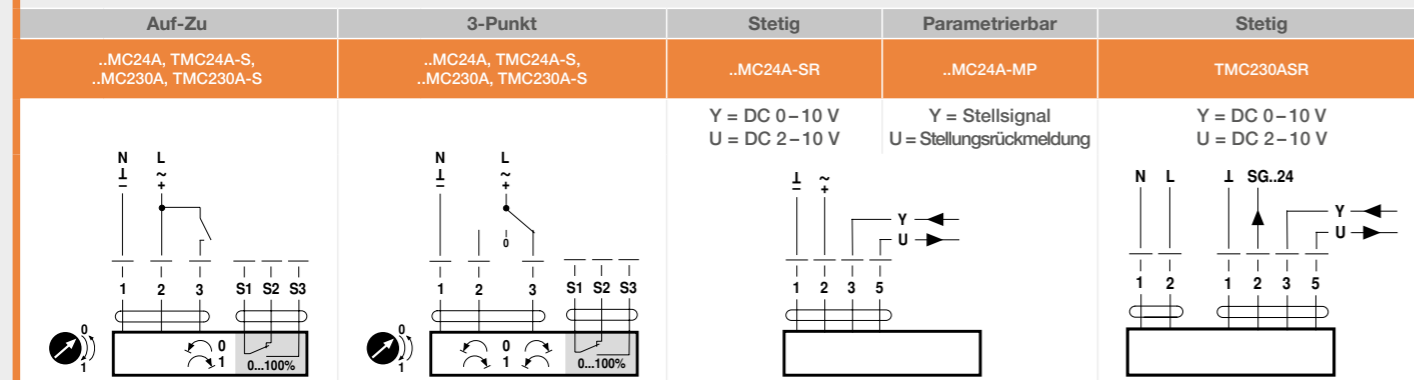 Auf-Zu
3-Punkt
Stetig
Parametrierbar
Stetig
..MC24A, TMC24A-S,
..MC230A, TMC230A-S
..MC24A, TMC24A-S,
..MC230A, TMC230A-S
..MC24A-SR
..MC24A-MP
TMC230ASR
Y = DC 0–10 V
U = DC 2–10 V
Y = Stellsignal
U = Stellungsrückmeldung
Y = DC 0–10 V
U = DC 2–10 V
N L
⊥ ~
– +
1 2 3 S1 S2 S3
0
1
0
1
0...100%
N L
⊥ ~
– +
0
1 2 3 S1 S2 S3
0
1
0
1
0...100%
⊥ ~
– +
Y
U
1 2 3 5
N L ⊥ SG..24
Y
U
1 2 1 2 3 5